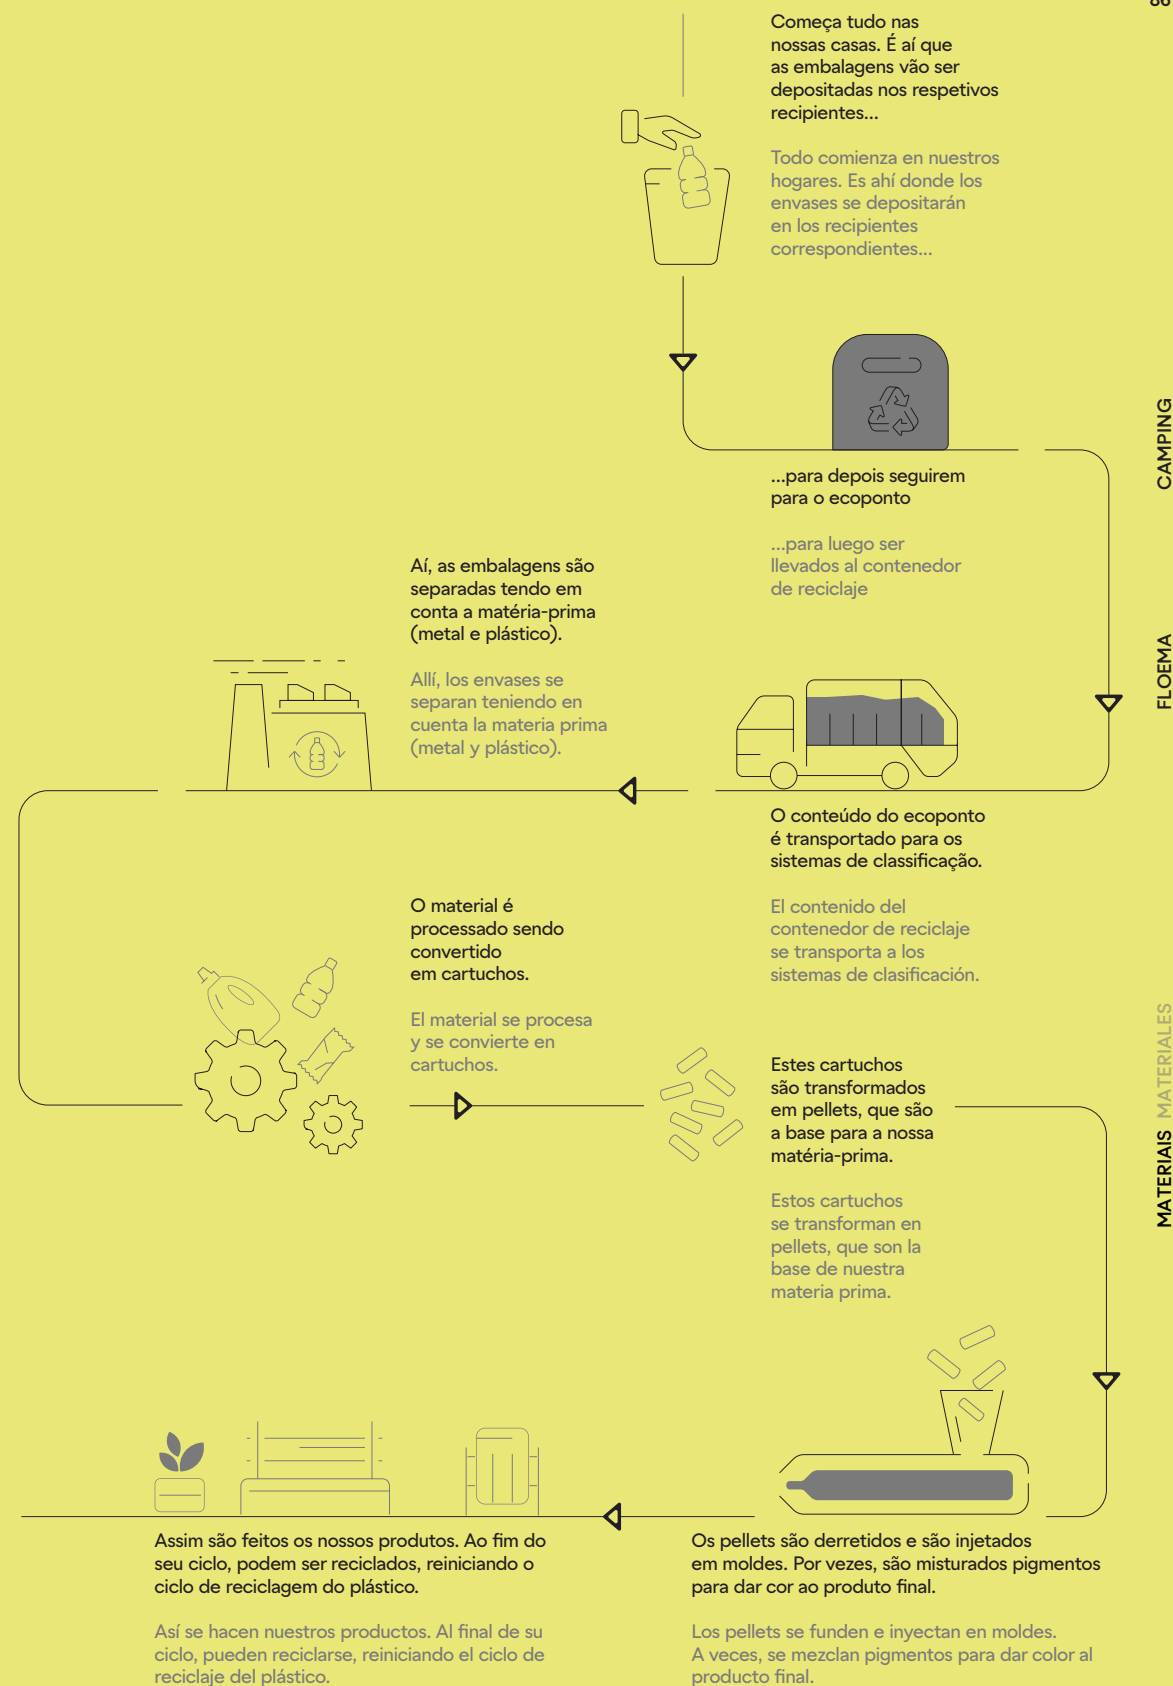 86
Começa tudo nas
nossas casas. É aí que
as embalagens vão ser
depositadas nos respetivos
recipientes...
Todo comienza en nuestros
hogares. Es ahí donde los
envases se depositarán
en los recipientes
correspondientes...
...para depois seguirem
para o ecoponto
...para luego ser
llevados al contenedor
de reciclaje
O conteúdo do ecoponto
é transportado para os
sistemas de classificação.
El contenido del
contenedor de reciclaje
se transporta a los
sistemas de clasificación.
Aí, as embalagens são
separadas tendo em
conta a matéria-prima
(metal e plástico).
Allí, los envases se
separan teniendo en
cuenta la materia prima
(metal y plástico).
O material é
processado sendo
convertido
em cartuchos.
El material se procesa
y se convierte en
cartuchos.
Estes cartuchos
são transformados
em pellets, que são
a base para a nossa
matéria-prima.
Estos cartuchos
se transforman en
pellets, que son la
base de nuestra
materia prima.
Os pellets são derretidos e são injetados
em moldes. Por vezes, são misturados pigmentos
para dar cor ao produto final.
Los pellets se funden e inyectan en moldes.
A veces, se mezclan pigmentos para dar color al
producto final.
Assim são feitos os nossos produtos. Ao fim do
seu ciclo, podem ser reciclados, reiniciando o
ciclo de reciclagem do plástico.
Así se hacen nuestros productos. Al final de su
ciclo, pueden reciclarse, reiniciando el ciclo de
reciclaje del plástico.
CAMPING
FLOEMA
MATERIAIS MATERIALES